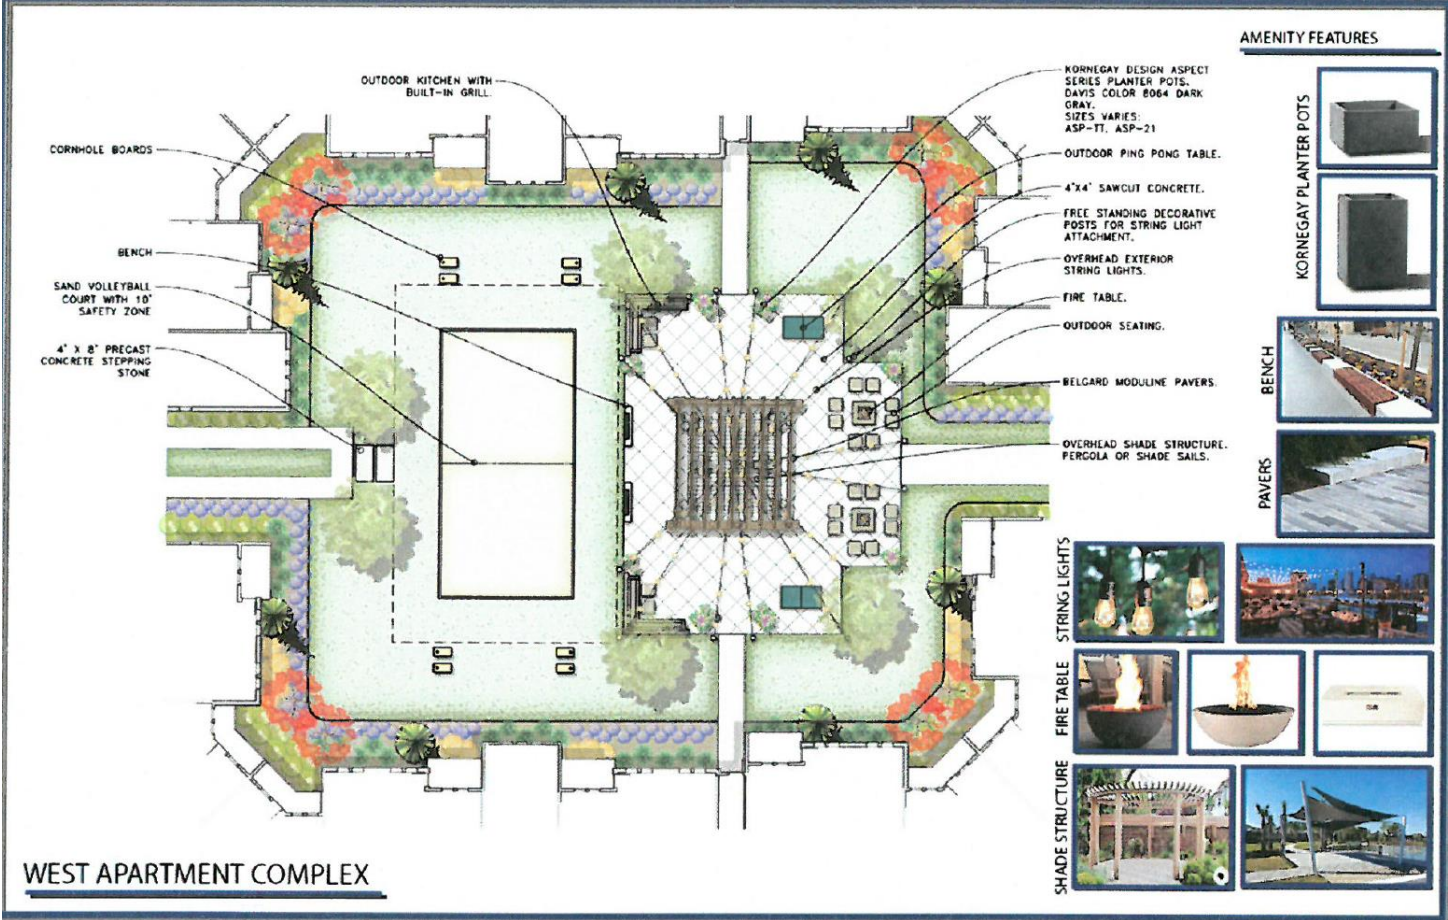 AMENITY FEATURES
OUTDOOR KITCHEN WITH
BUILT-IN GRILL.
CORNHOLE BOARDS
BENCH
SAND VOLLEYBALL
COURT WITH 10'
SAFETY ZONE
4' X 8' PRECAST
CONCRETE STEPPING
STONE
KORNEGAY DESIGN ASPECT
SERIES PLANTER POTS.
DAVIS COLOR 8064 DARK
GRAY.
SIZES VARIES:
ASP-TT, ASP-21
OUTDOOR PING PONG TABLE.
4'X4' SAWCUT CONCRETE.
FREE STANDING DECORATIVE
POSTS FOR STRING LIGHT
ATTACHMENT.
OVERHEAD EXTERIOR
STRING LIGHTS.
FIRE TABLE.
OUTDOOR SEATING.
BELGARD MODULINE PAVERS.
OVERHEAD SHADE STRUCTURE.
PERGOLA OR SHADE SAILS.
KORNEGAY PLANTER POTS
BENCH
PAVERS
STRING LIGHTS
FIRE TABLE
SHADE STRUCTURE
WEST APARTMENT COMPLEX